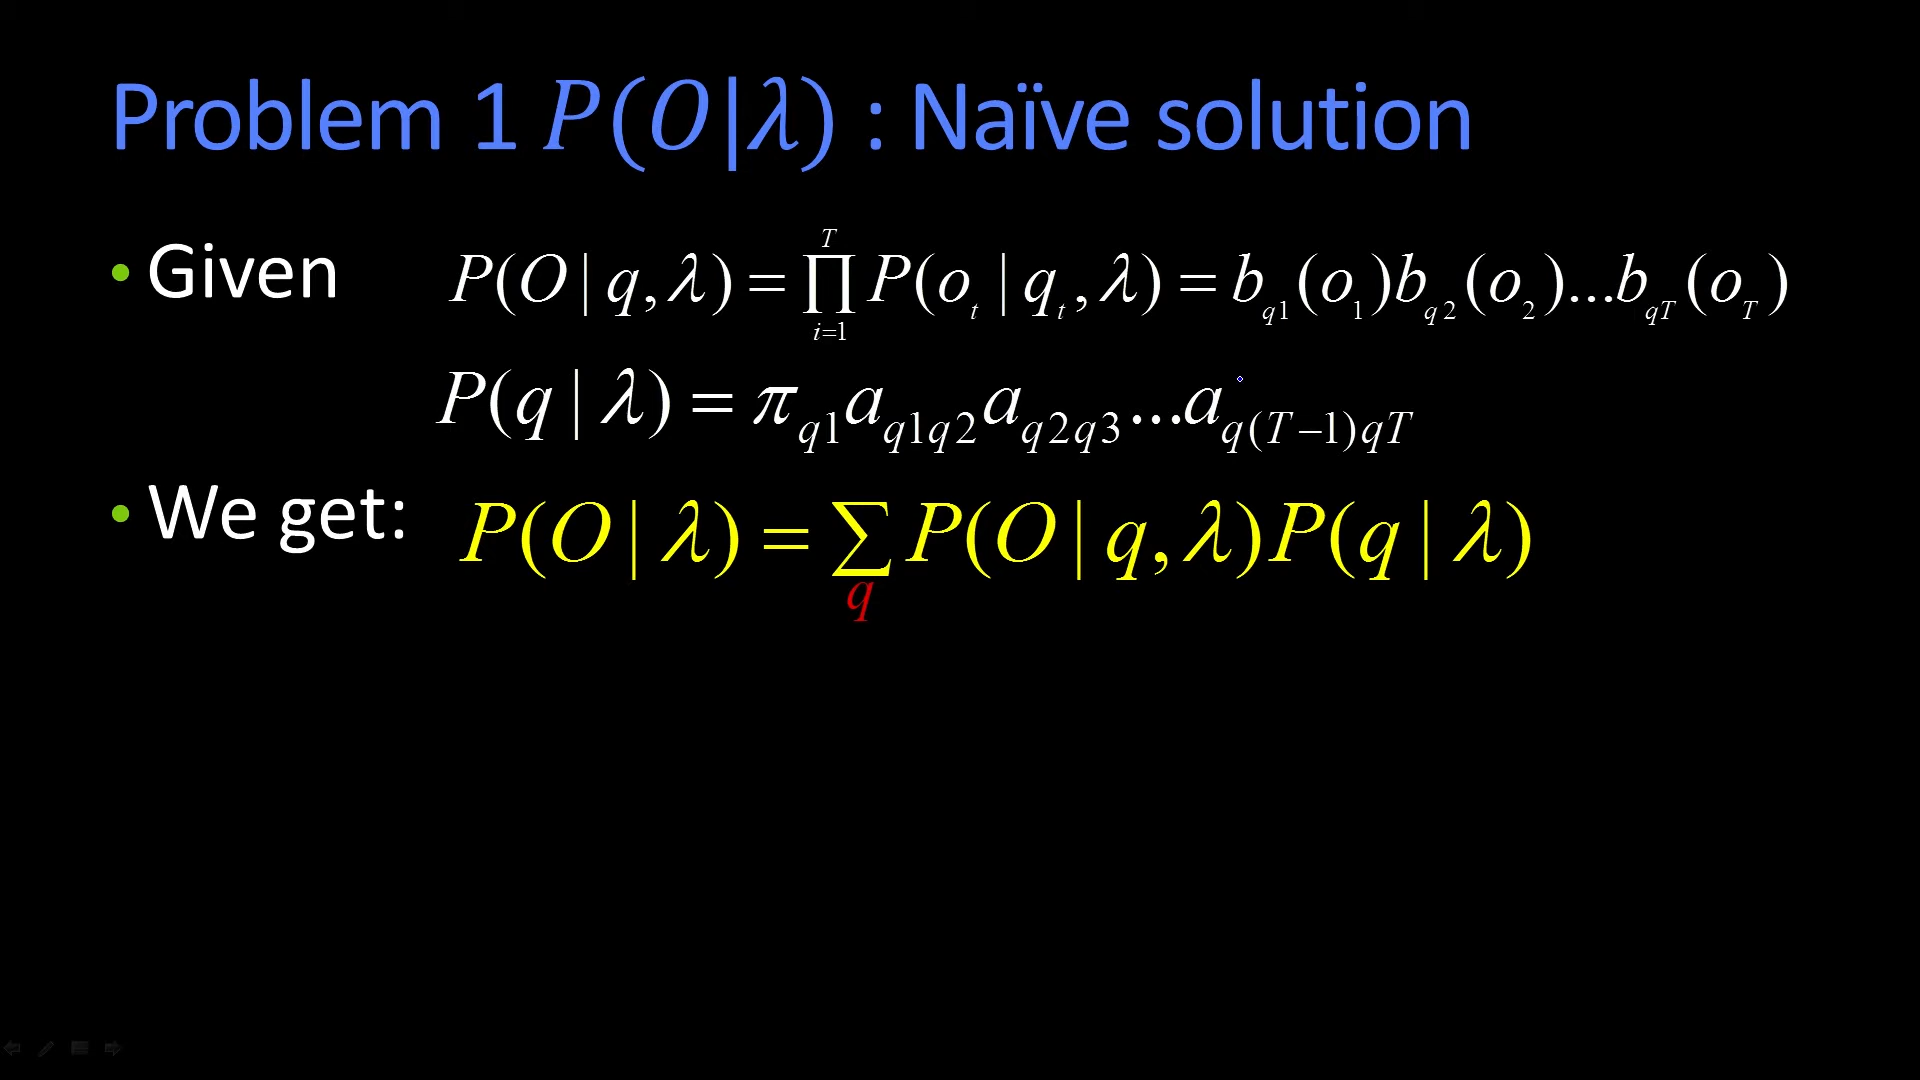 Problem 1 P(O|λ) : Naïve solution
• Given P(O | q, λ) = ∏_{i=1}^{T} P(o_t | q_t, λ) = b_{q1}(o_1)b_{q2}(o_2)...b_{qT}(o_T)
P(q | λ) = π_{q1}a_{q1q2}a_{q2q3}...a_{q(T−1)qT}
• We get: P(O | λ) = ∑_q P(O | q, λ)P(q | λ)